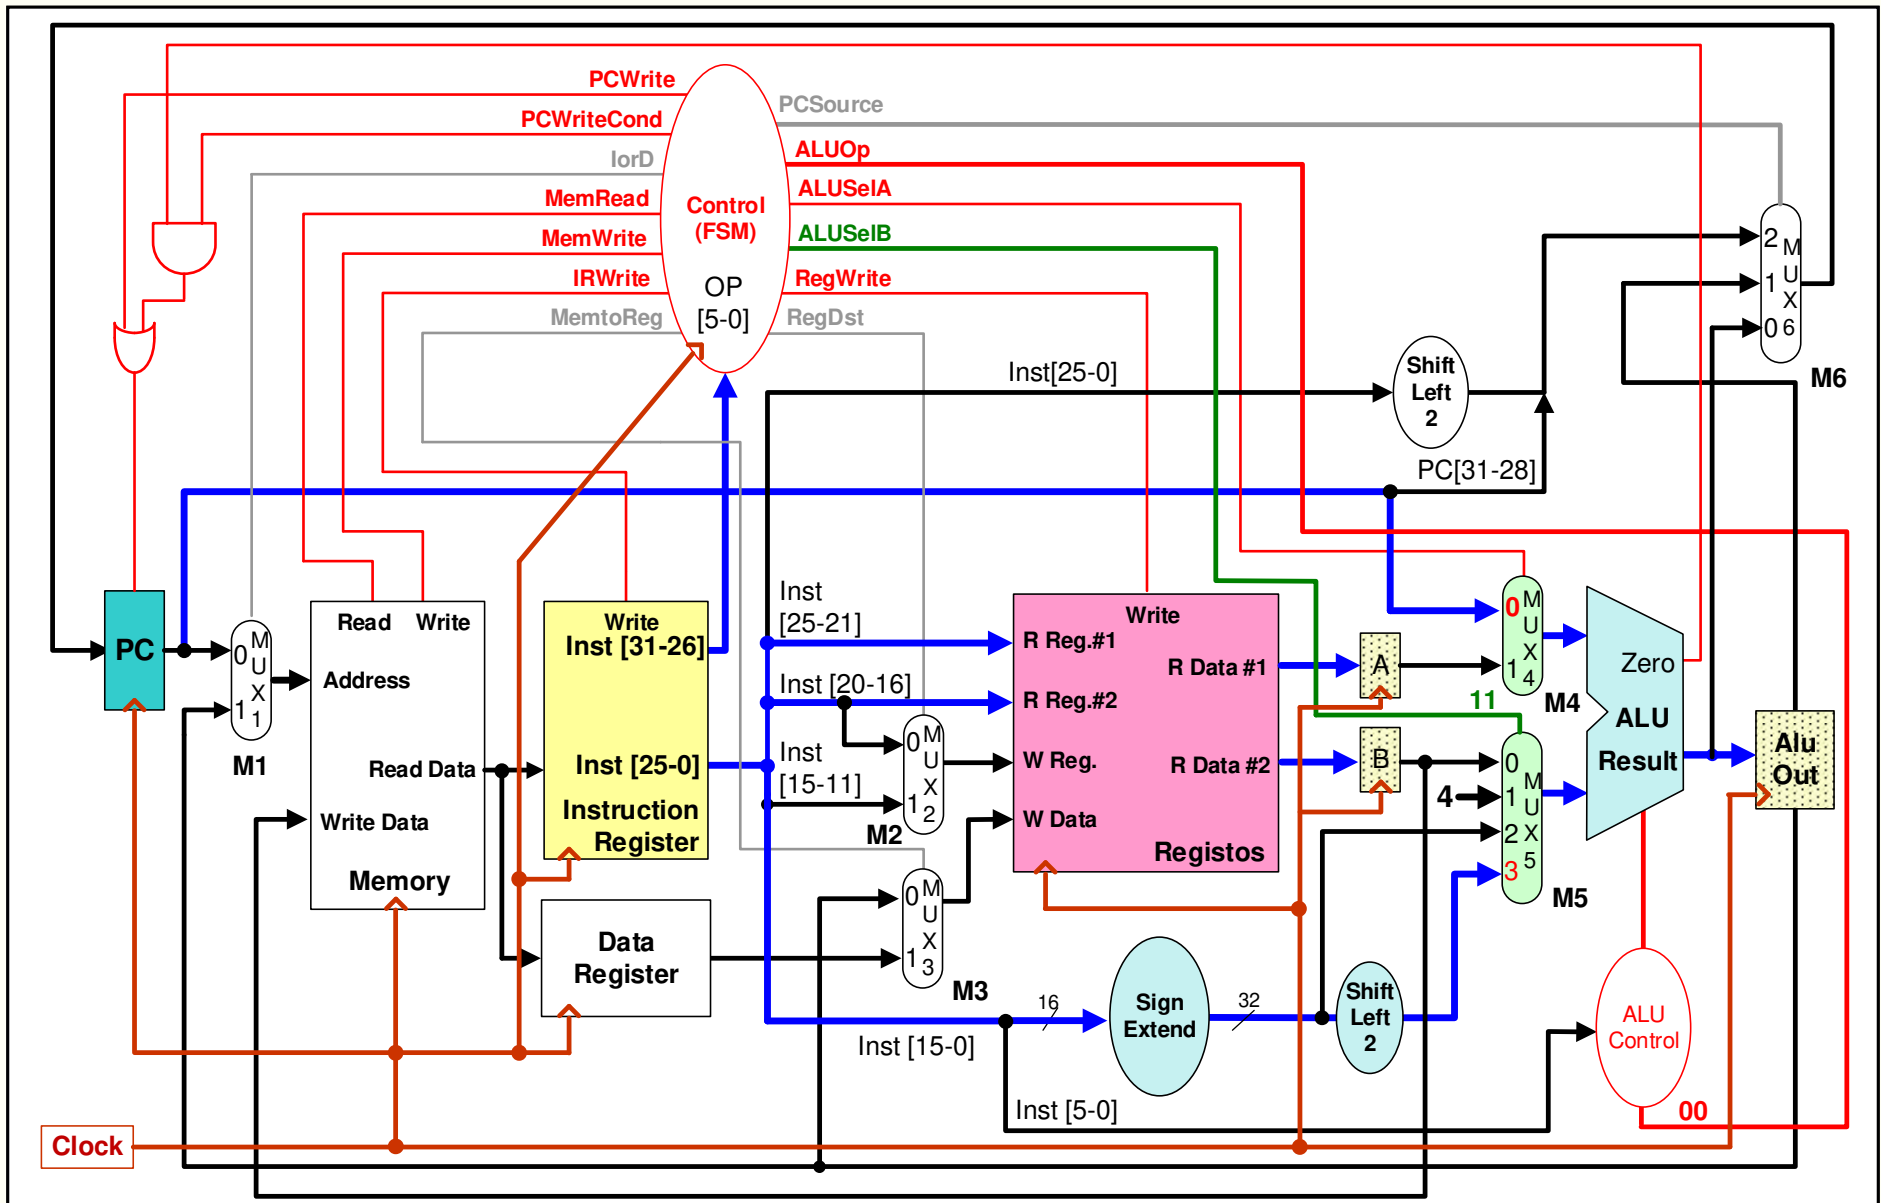 PCWrite
PCWriteCond
IorD
MemRead
MemWrite
IRWrite
MemtoReg
Control
(FSM)
OP
[5-0]
PCSource
ALUOp
ALUSelA
ALUSelB
RegWrite
RegDst
2
1
0
M
U
X
6
M6
Inst[25-0]
Shift
Left
2
PC[31-28]
PC
0
1
M
U
X
1
M1
Read Write
Address
Read Data
Write Data
Memory
Write
Inst [31-26]
Inst [25-0]
Instruction
Register
Data
Register
Inst
[25-21]
Inst [20-16]
Inst
[15-11]
0
1
M
U
X
2
M2
0
1
M
U
X
3
M3
Write
R Reg.#1
R Data #1
R Reg.#2
W Reg.
R Data #2
W Data
Registos
A
B
0
1
M
U
X
4
M4
11
0
4
1
2
3
M
U
X
5
M5
Zero
ALU
Result
Alu
Out
Inst [15-0]
16
Sign
Extend
32
Shift
Left
2
ALU
Control
Inst [5-0]
00
Clock